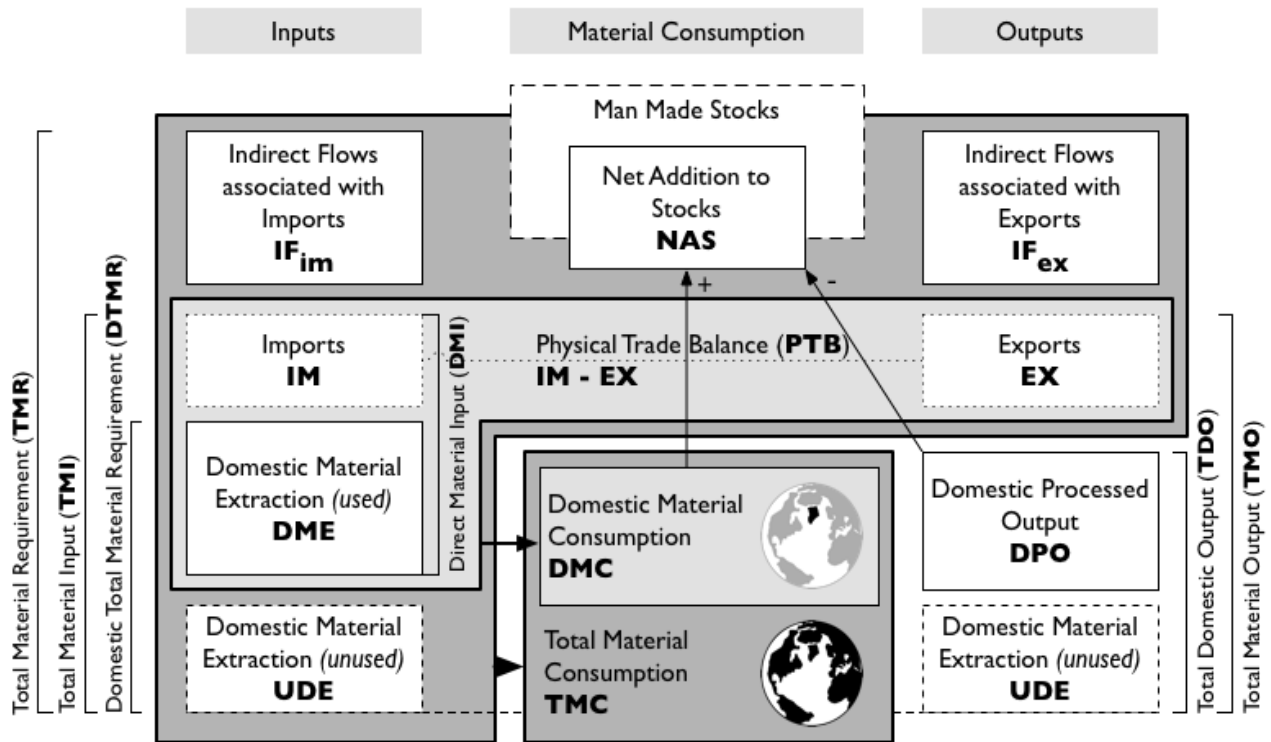 Inputs
Material Consumption
Outputs
Man Made Stocks
Indirect Flows
associated with
Imports
IFim
Net Addition to
Stocks
NAS
Indirect Flows
associated with
Exports
IFex
+
-
Imports
IM
Physical Trade Balance (PTB)
IM - EX
Exports
EX
Domestic Material
Extraction (used)
DME
Direct Material Input (DMI)
Domestic Material
Consumption
DMC
Domestic Processed
Output
DPO
Domestic Material
Extraction (unused)
UDE
Total Material
Consumption
TMC
Domestic Material
Extraction (unused)
UDE
Total Material Requirement (TMR)
Total Material Input (TMI)
Domestic Total Material Requirement (DTMR)
Total Domestic Output (TDO)
Total Material Output (TMO)